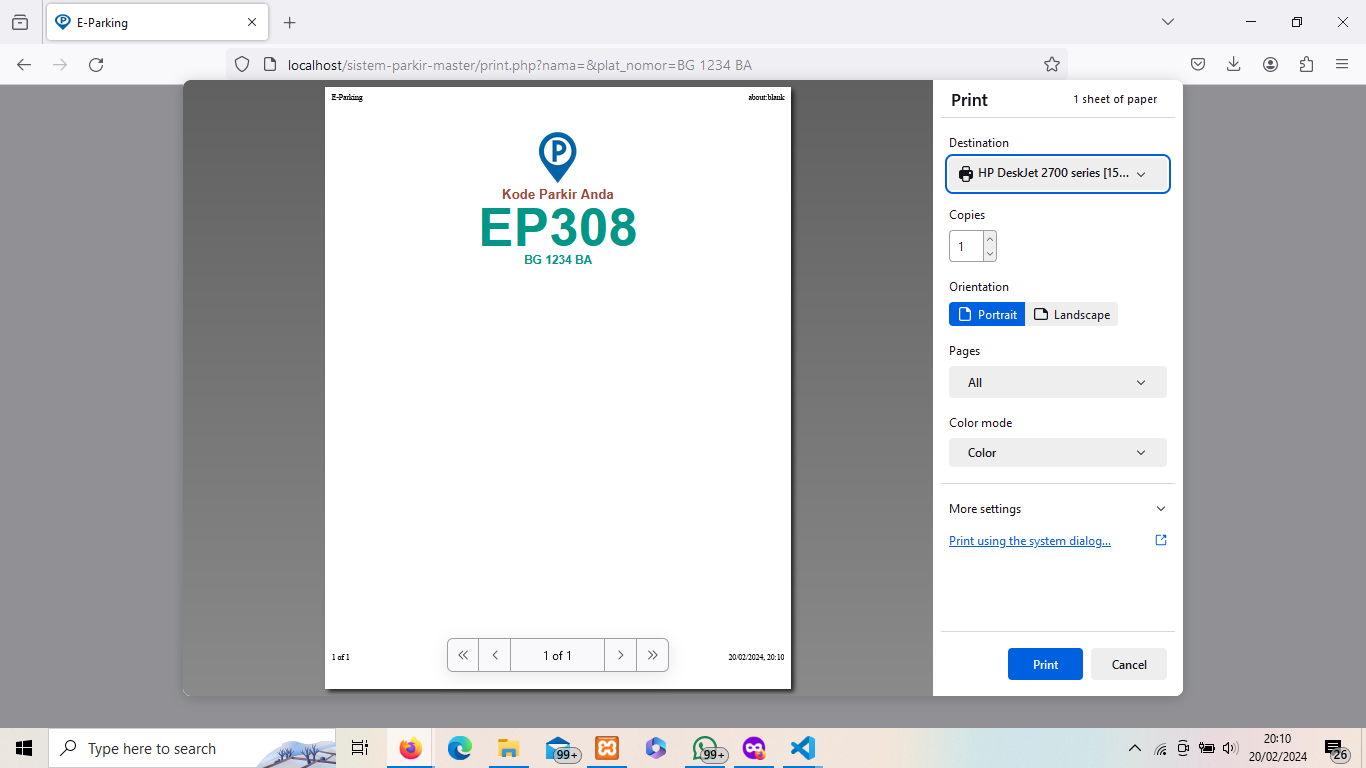 E-Parking
localhost/sistem-parkir-master/print.php?nama=&plat_nomor=BG 1234 BA
E-Parking
about:blank
P
Kode Parkir Anda
EP308
BG 1234 BA
1 of 1
1 of 1
20/02/2024, 20:10
Print
1 sheet of paper
Destination
HP DeskJet 2700 series [15...
Copies
1
Orientation
Portrait
Landscape
Pages
All
Color mode
Color
More settings
Print using the system dialog...
Print
Cancel
Type here to search
99+
99+
20:10
20/02/2024
26